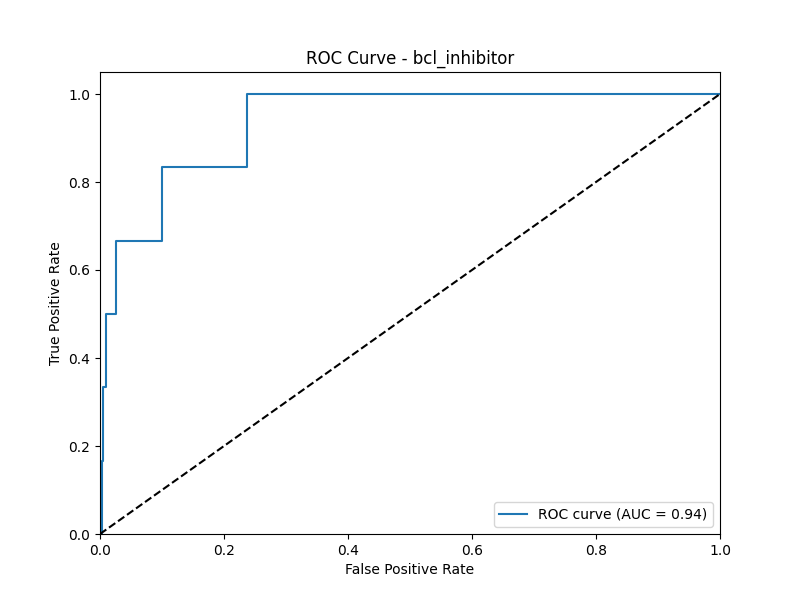 ROC Curve - bcl_inhibitor
True Positive Rate
1.0
0.8
0.6
0.4
0.2
0.0
0.0 0.2 0.4 0.6 0.8 1.0
False Positive Rate
ROC curve (AUC = 0.94)